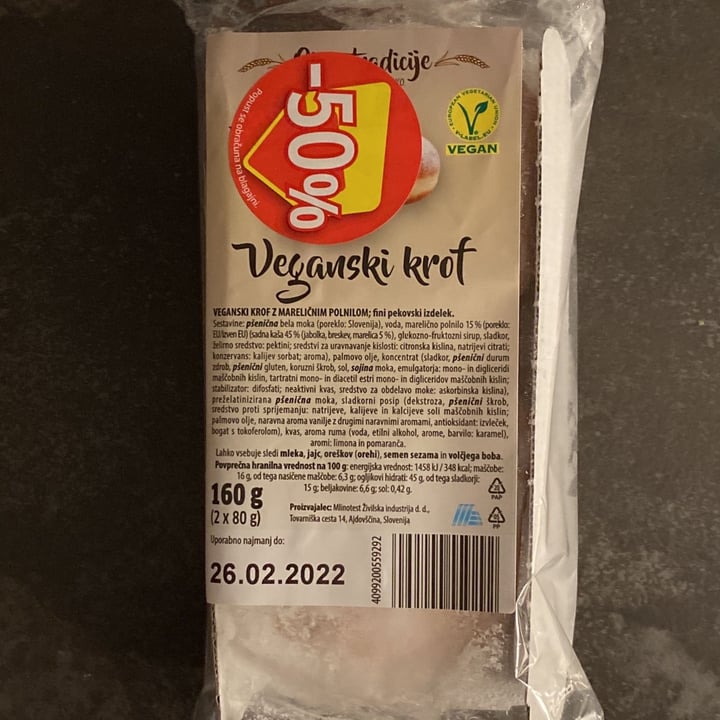 tradicije
-50%
Popust se obračuna na blagajni.
EUROPEAN VEGETARIAN UNION
V-LABEL.EU
VEGAN
Veganski krof
VEGANSKI KROF Z MARELIČNIM POLNILOM; fini pekovski izdelek.
Sestavine: pšenična bela moka (poreklo: Slovenija), voda, marelično polnilo 15 % (poreklo:
EU/izven EU) (sadna kaša 45 % (jabolka, breskev, marelica 5 %), glukozno-fruktozni sirup, sladkor,
želirno sredstvo: pektini; sredstvi za uravnavanje kislosti: citronska kislina, natrijevi citrati;
konzervans: kalijev sorbat; aroma), palmovo olje, koncentrat (sladkor, pšenični durum
zdrob, pšenični gluten, koruzni škrob, sol, sojina moka, emulgatorja: mono- in digliceridi
maščobnih kislin, tartratni mono- in diacetil estri mono- in digliceridov maščobnih kislin;
stabilizator: difosfati; neaktivni kvas, sredstvo za obdelavo moke: askorbinska kislina),
preželatinizirana pšenična moka, sladkorni posip (dekstroza, pšenični škrob,
sredstvo proti sprijemanju: natrijeve, kalijeve in kalcijeve soli maščobnih kislin;
palmovo olje, naravna aroma vanilje z drugimi naravnimi aromami, antioksidant: izvleček,
bogat s tokoferolom), kvas, aroma ruma (voda, etilni alkohol, arome, barvilo: karamel),
aromi: limona in pomaranča.
Lahko vsebuje sledi mleka, jajc, oreškov (orehi), semen sezama in volčjega boba.
Povprečna hranilna vrednost na 100 g: energijska vrednost: 1458 kJ / 348 kcal; maščobe:
16 g, od tega nasičene maščobe: 6,3 g; ogljikovi hidrati: 45 g, od tega sladkorji:
15 g; beljakovine: 6,6 g; sol: 0,42 g.
160 g
(2 x 80 g)
Proizvajalec: Mlinotest Živilska industrija d. d.,
Tovarniška cesta 14, Ajdovščina, Slovenija
PAP
PP
Uporabno najmanj do:
26.02.2022
4099200559292